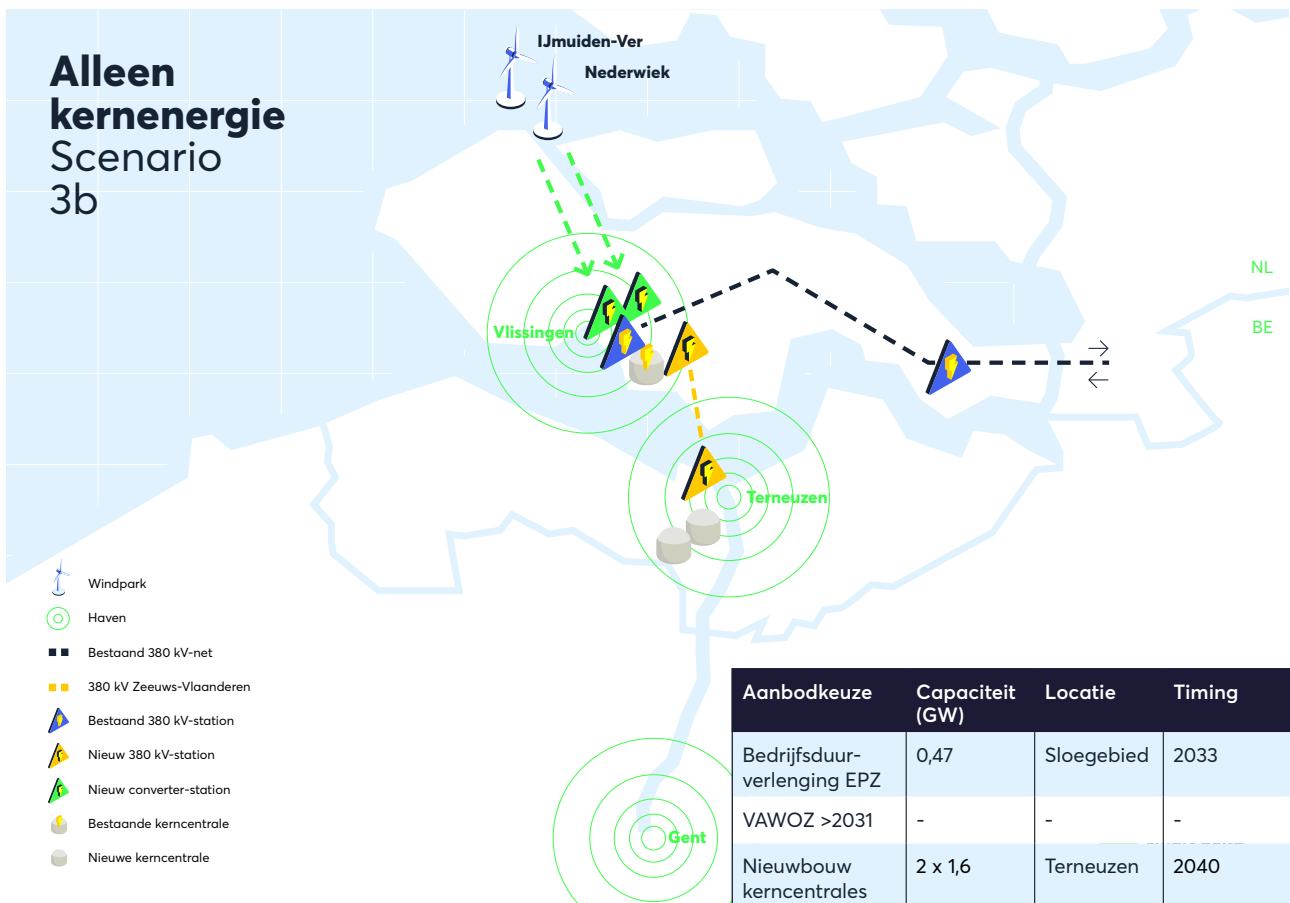 Alleen
kernenergie
Scenario
3b
IJmuiden-Ver
Nederwiek
NL
BE
Vlissingen
Terneuzen
Gent
Windpark
Haven
Bestaand 380 kV-net
380 kV Zeeuws-Vlaanderen
Bestaand 380 kV-station
Nieuw 380 kV-station
Nieuw converter-station
Bestaande kerncentrale
Nieuwe kerncentrale
Aanbodkeuze Capaciteit Locatie Timing
(GW)
Bedrijfsduur- 0,47 Sloegebied 2033
verlenging EPZ
VAWOZ >2031 - - -
Nieuwbouw 2 x 1,6 Terneuzen 2040
kerncentrales